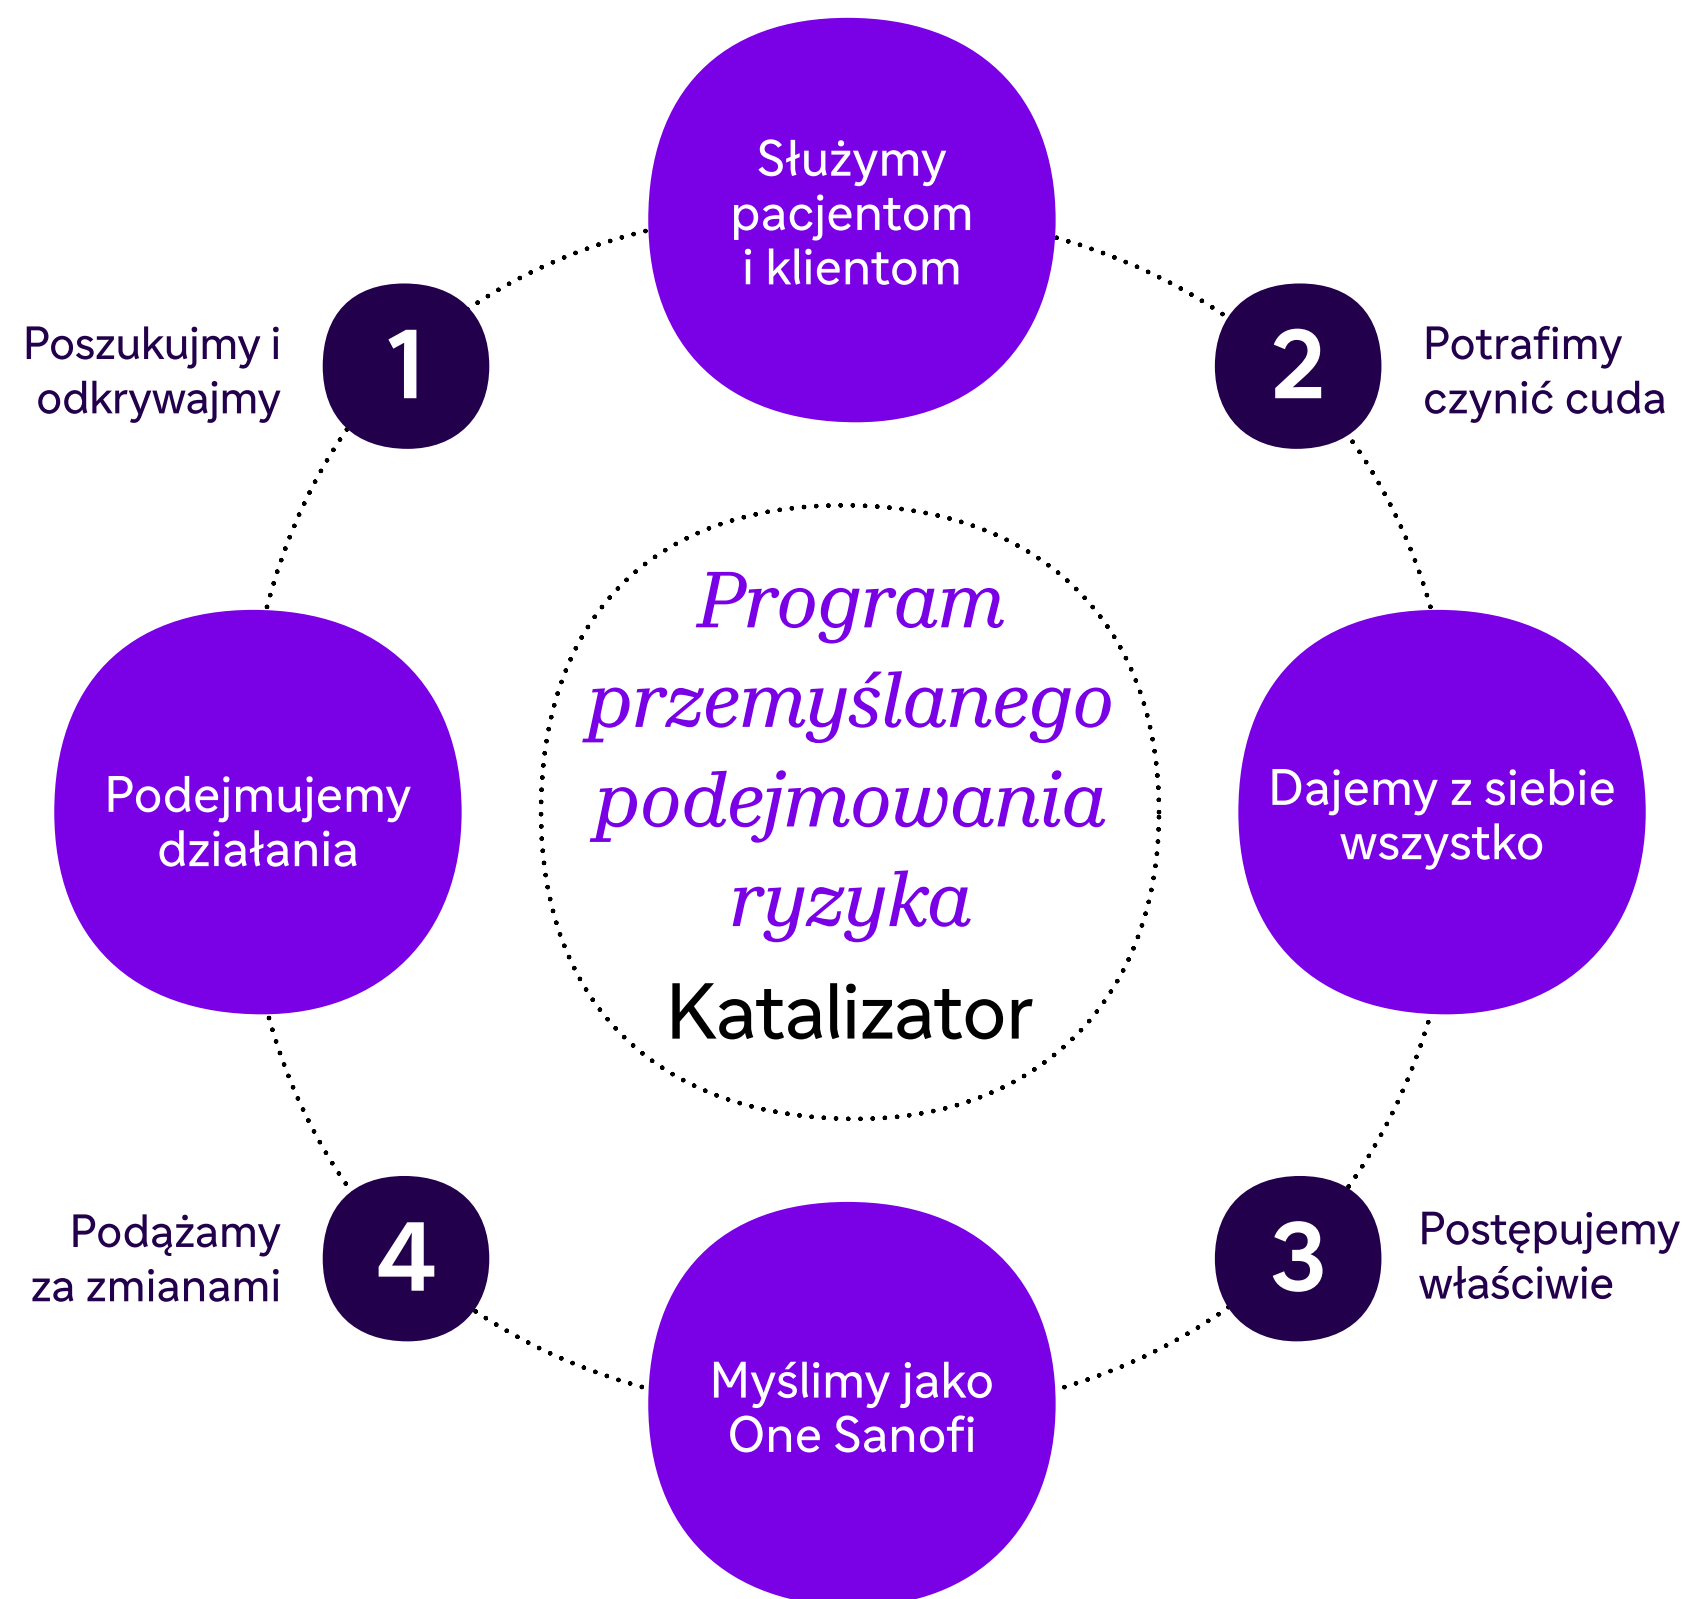 Służymy
pacjentom
i klientom
1
Poszukujmy i
odkrywajmy
2
Potrafimy
czynić cuda
Program
przemyślanego
podejmowania
ryzyka
Katalizator
Podejmujemy
działania
Dajemy z siebie
wszystko
4
Podążamy
za zmianami
3
Postępujemy
właściwie
Myślimy jako
One Sanofi